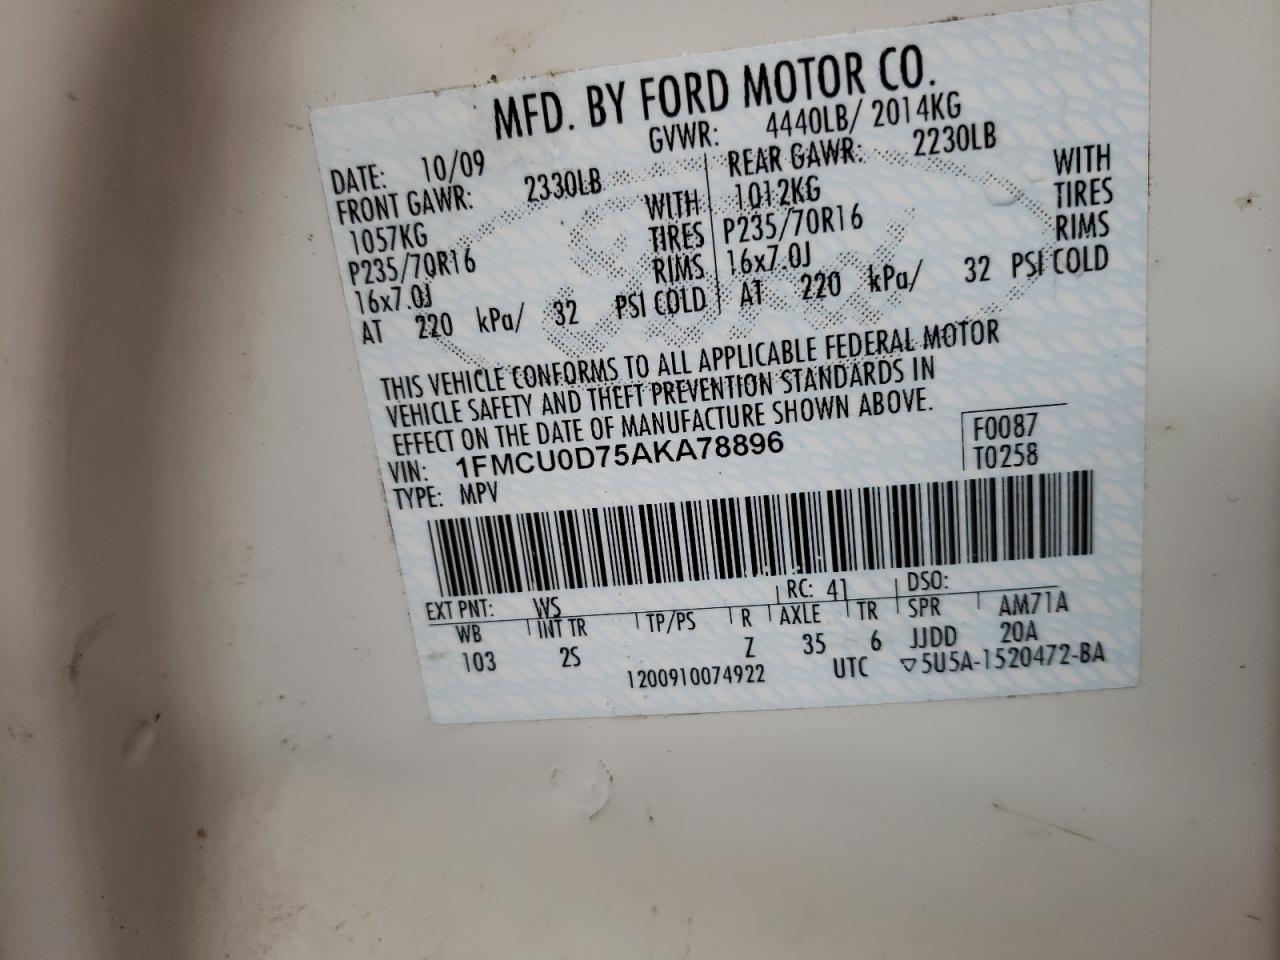 MFD. BY FORD MOTOR CO.
DATE: 10/09 GVWR: 4440LB/ 2014KG
FRONT GAWR: 2330LB REAR GAWR: 2230LB
1057KG WITH 1012KG WITH
P235/70R16 TIRES P235/70R16 TIRES
16x7.0J RIMS 16x7.0J RIMS
AT 220 kPa/ 32 PSI COLD AT 220 kPa/ 32 PSI COLD
THIS VEHICLE CONFORMS TO ALL APPLICABLE FEDERAL MOTOR
VEHICLE SAFETY AND THEFT PREVENTION STANDARDS IN
EFFECT ON THE DATE OF MANUFACTURE SHOWN ABOVE.
VIN: 1FMCU0D75AKA78896 F0087
TYPE: MPV T0258
EXT PNT: WS RC: 41 DSO:
WB INT TR TP/PS R AXLE TR SPR AM71A
103 2S Z 35 6 JJDD 20A
1200910074922 UTC ▽5U5A-1520472-BA